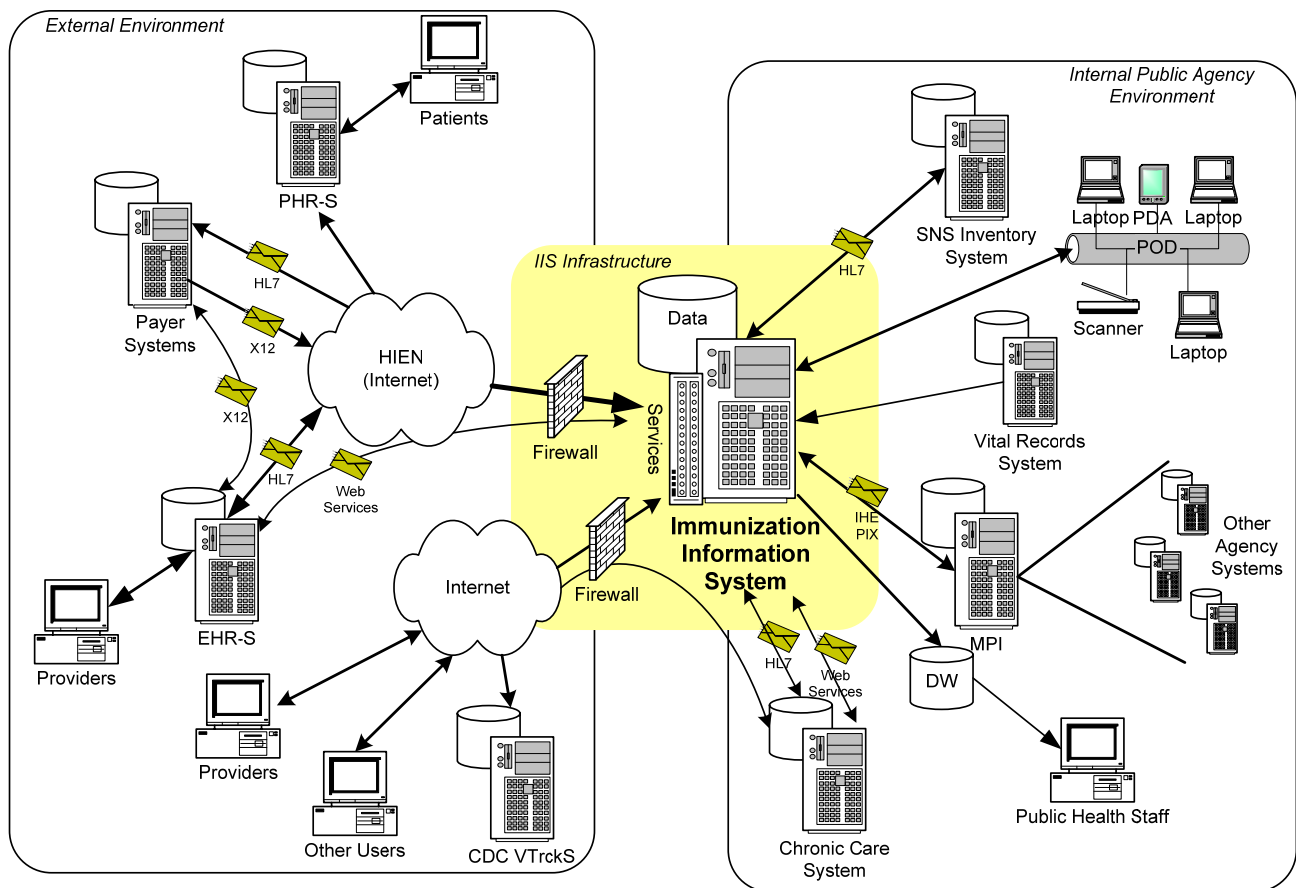 External Environment
Patients
PHR-S
HL7
Payer
Systems
X12
X12
HIEN
(Internet)
HL7
Web
Services
EHR-S
Providers
Internet
Providers
Other Users
CDC VTrckS
IIS Infrastructure
Data
Services
Firewall
Firewall
Immunization
Information
System
Internal Public Agency
Environment
SNS Inventory
System
HL7
Laptop
PDA
Laptop
POD
Scanner
Laptop
Vital Records
System
IHE
PIX
MPI
Other
Agency
Systems
DW
HL7
Web
Services
Public Health Staff
Chronic Care
System